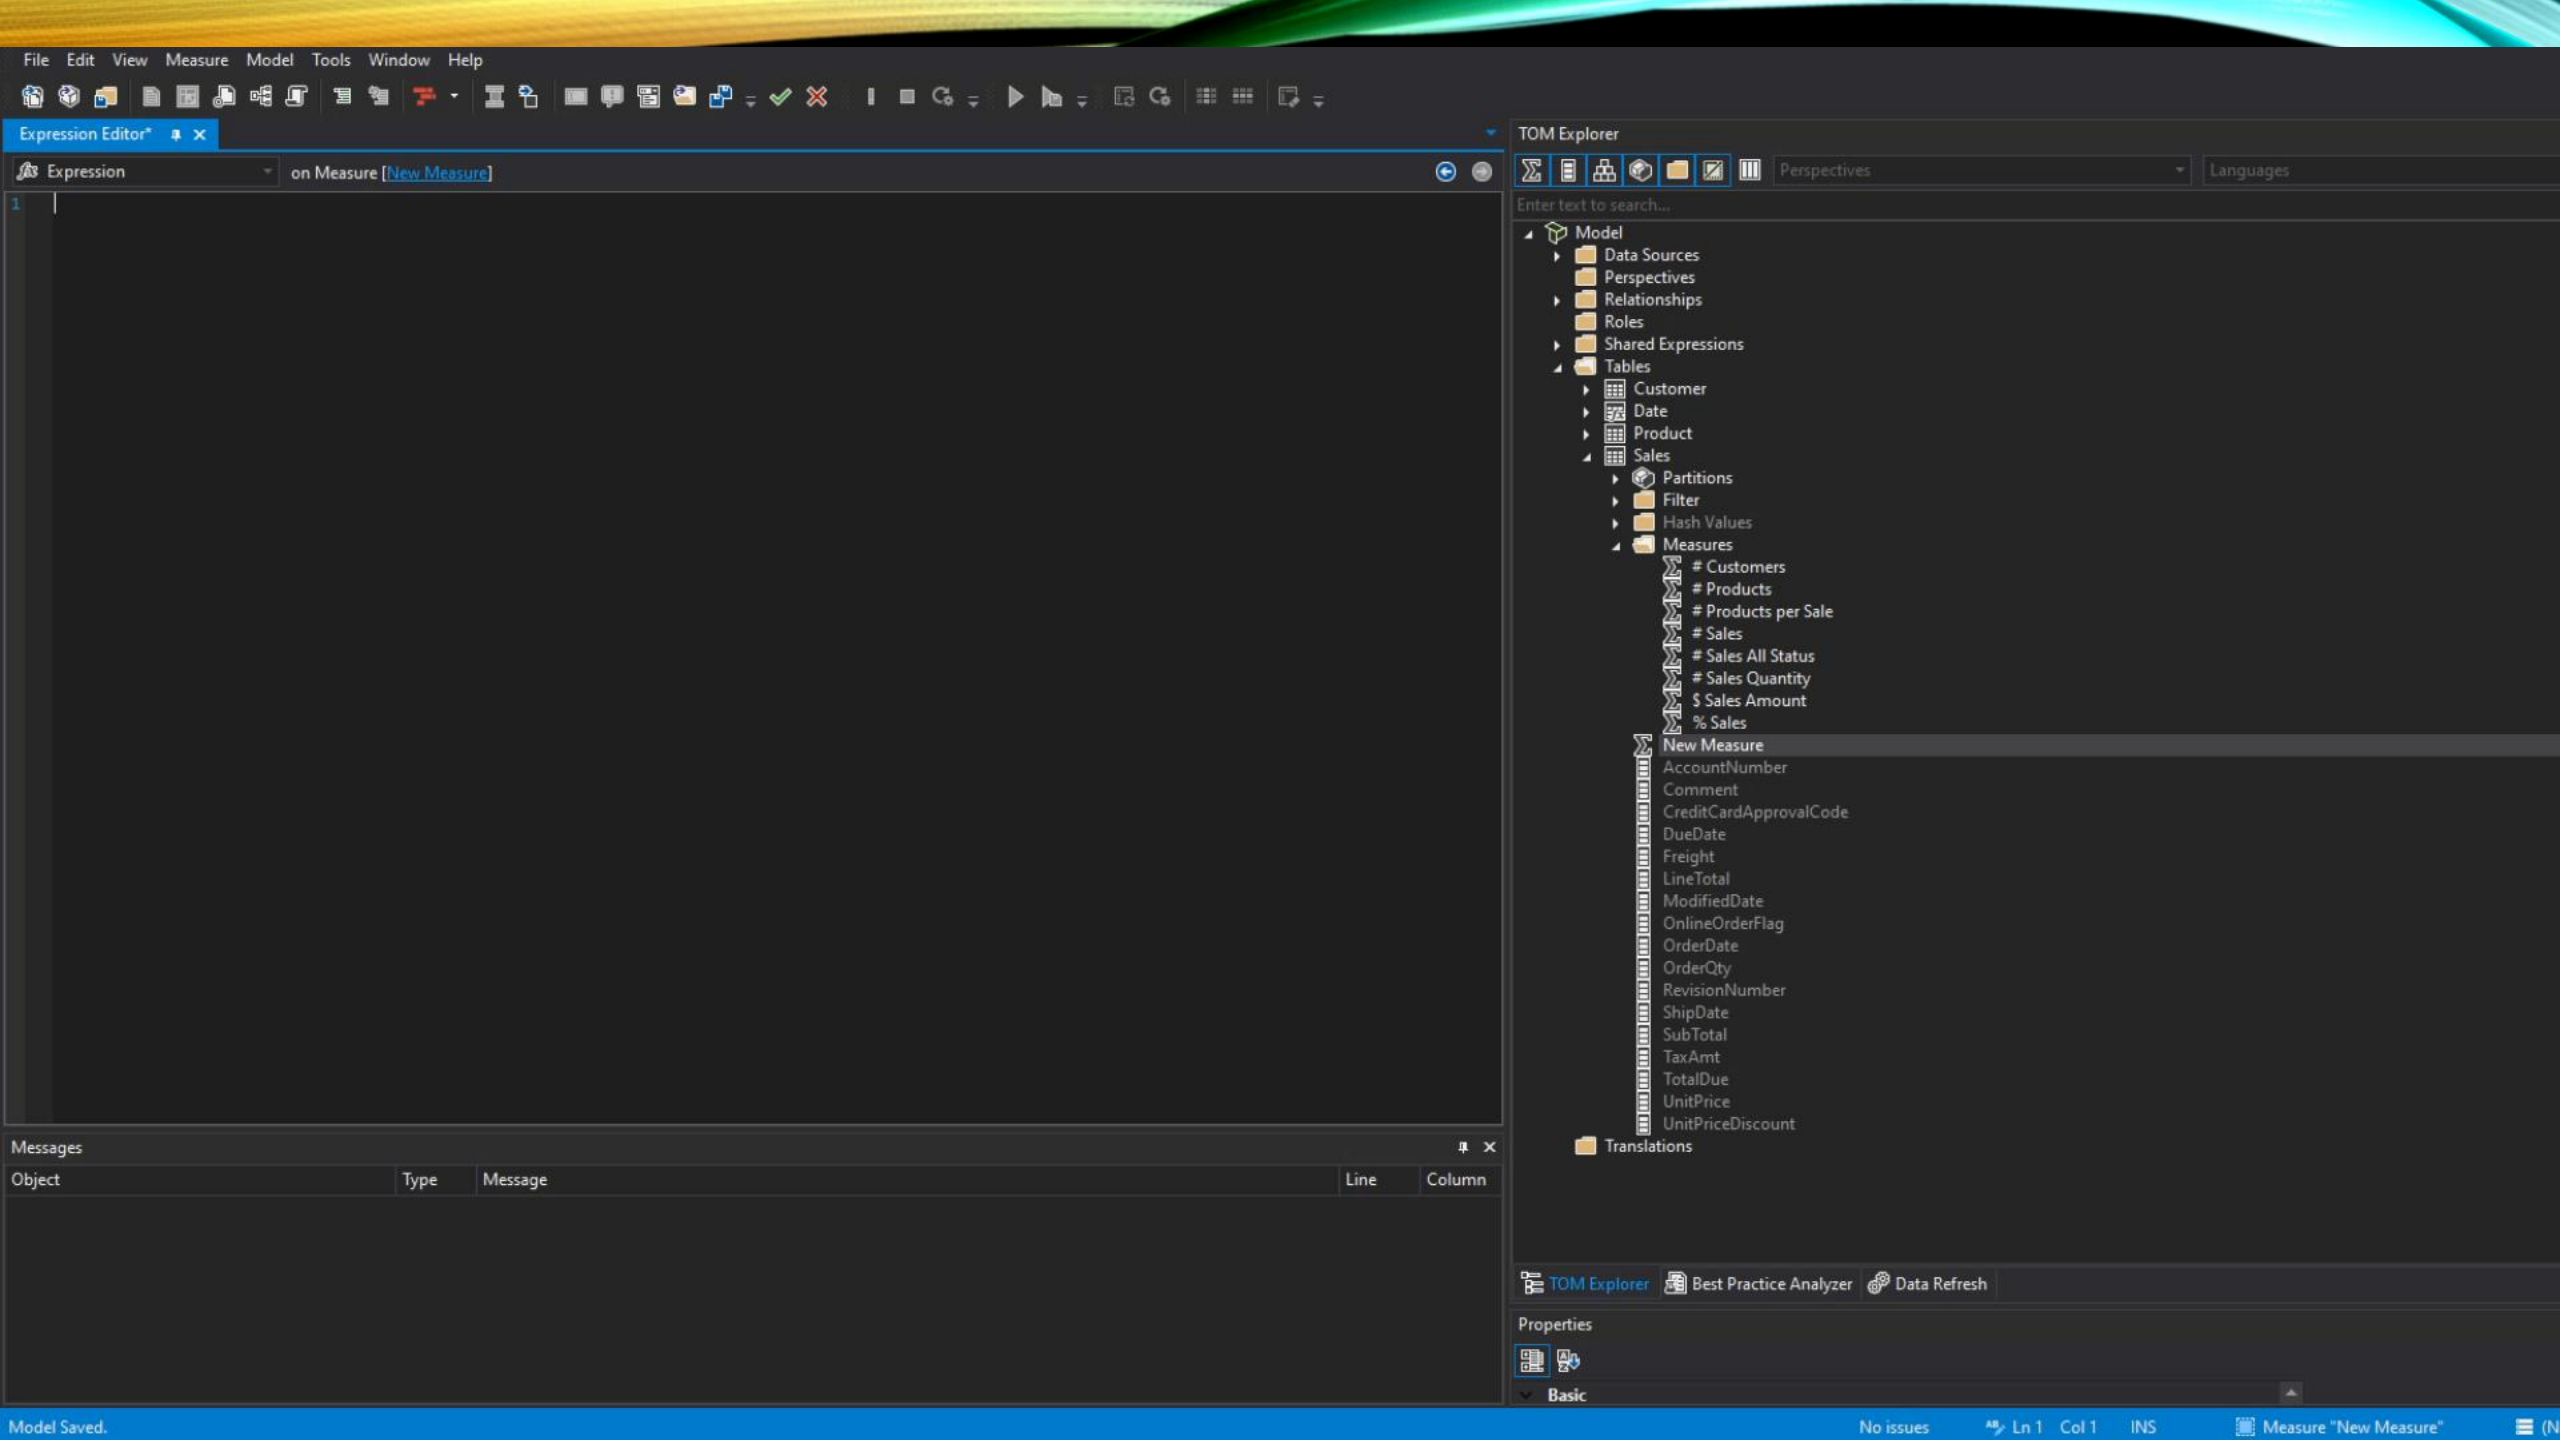 File Edit View Measure Model Tools Window Help
Expression Editor*
Expression on Measure [New Measure]
1
Messages
Object Type Message Line Column
TOM Explorer
Perspectives Languages
Enter text to search...
Model
Data Sources
Perspectives
Relationships
Roles
Shared Expressions
Tables
Customer
Date
Product
Sales
Partitions
Filter
Hash Values
Measures
# Customers
# Products
# Products per Sale
# Sales
# Sales All Status
# Sales Quantity
$ Sales Amount
% Sales
New Measure
AccountNumber
Comment
CreditCardApprovalCode
DueDate
Freight
LineTotal
ModifiedDate
OnlineOrderFlag
OrderDate
OrderQty
RevisionNumber
ShipDate
SubTotal
TaxAmt
TotalDue
UnitPrice
UnitPriceDiscount
Translations
TOM Explorer Best Practice Analyzer Data Refresh
Properties
Basic
Model Saved. No issues Ln 1 Col 1 INS Measure "New Measure" (N